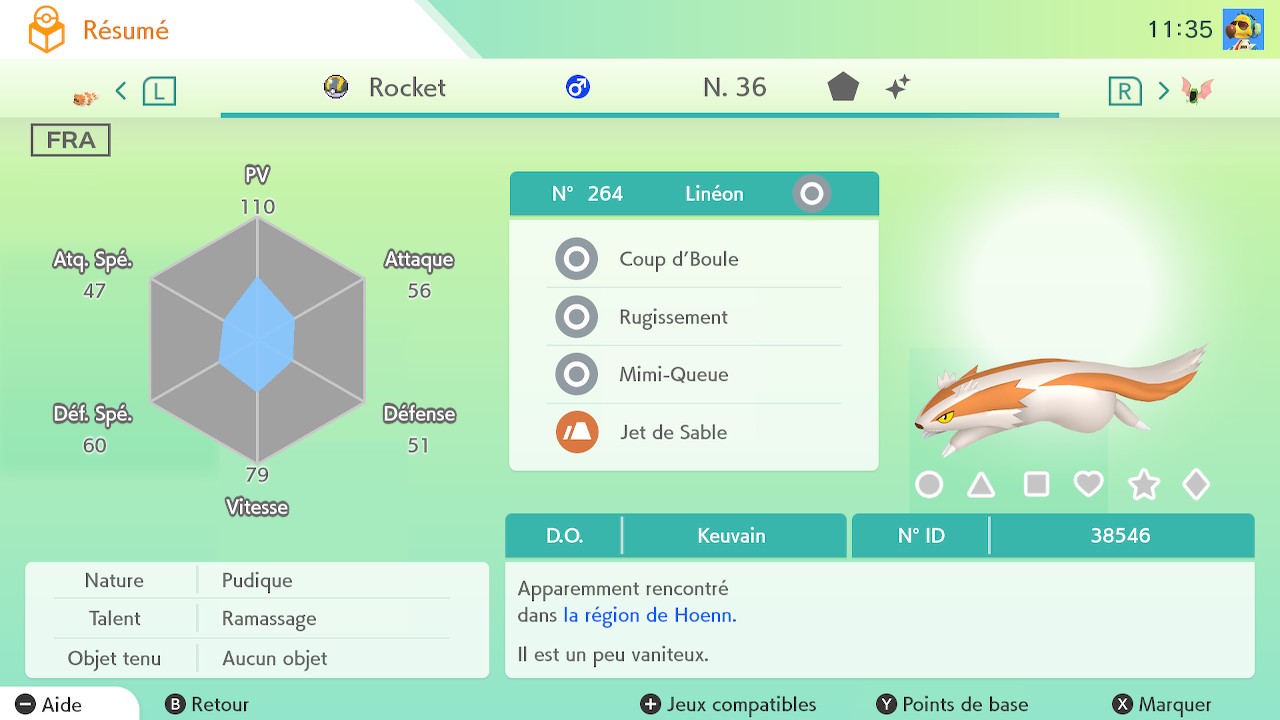 Résumé
11:35
L
Rocket
N. 36
R
FRA
PV
110
Atq. Spé.
47
Attaque
56
Déf. Spé.
60
Défense
51
79
Vitesse
N° 264 Linéon
Coup d'Boule
Rugissement
Mimi-Queue
Jet de Sable
D.O. Keuvain
N° ID 38546
Nature Pudique
Talent Ramassage
Objet tenu Aucun objet
Apparemment rencontré
dans la région de Hoenn.
Il est un peu vaniteux.
Aide
B Retour
Jeux compatibles
Y Points de base
X Marquer